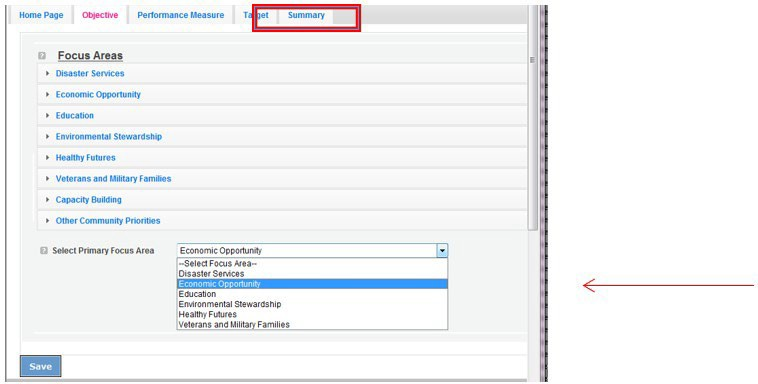 Home Page Objective Performance Measure Target Summary
Focus Areas
Disaster Services
Economic Opportunity
Education
Environmental Stewardship
Healthy Futures
Veterans and Military Families
Capacity Building
Other Community Priorities
Select Primary Focus Area Economic Opportunity
--Select Focus Area--
Disaster Services
Economic Opportunity
Education
Environmental Stewardship
Healthy Futures
Veterans and Military Families
Save